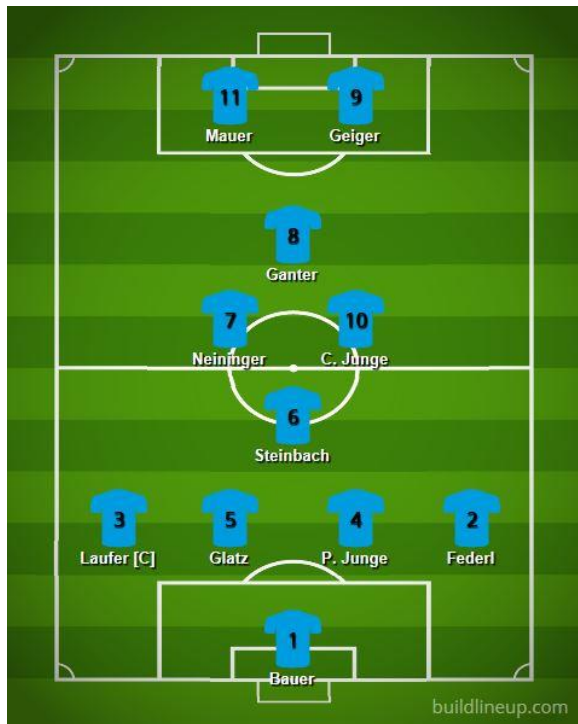 11
9
Mauer
Geiger
8
Ganter
7
10
Neininger
C. Junge
6
Steinbach
3
5
4
2
Laufer [C]
Glatz
P. Junge
Federl
1
Bauer
buildlineup.com